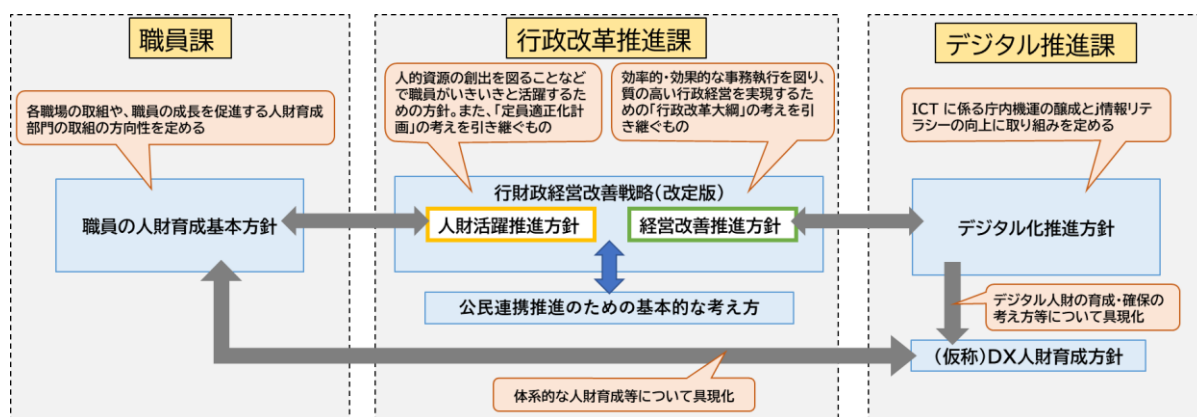 職員課
各職場の取組や、職員の成長を促進する人財育成
部門の取組の方向性を定める
職員の人財育成基本方針
行政改革推進課
人的資源の創出を図ることなど
で職員がいきいきと活躍するた
めの方針。また、「定員適正化計
画」の考えを引き継ぐもの
効率的・効果的な事務執行を図り、
質の高い行政経営を実現する
ための「行政改革大綱」の考えを引
き継ぐもの
行財政経営改善戦略(改定版)
人財活躍推進方針
経営改善推進方針
公民連携推進のための基本的な考え方
体系的な人財育成等について具現化
デジタル推進課
ICTに係る庁内機運の醸成と」情報リテ
ラシーの向上に取り組みを定める
デジタル化推進方針
デジタル人財の育成・確保の
考え方等について具現化
(仮称)DX人財育成方針